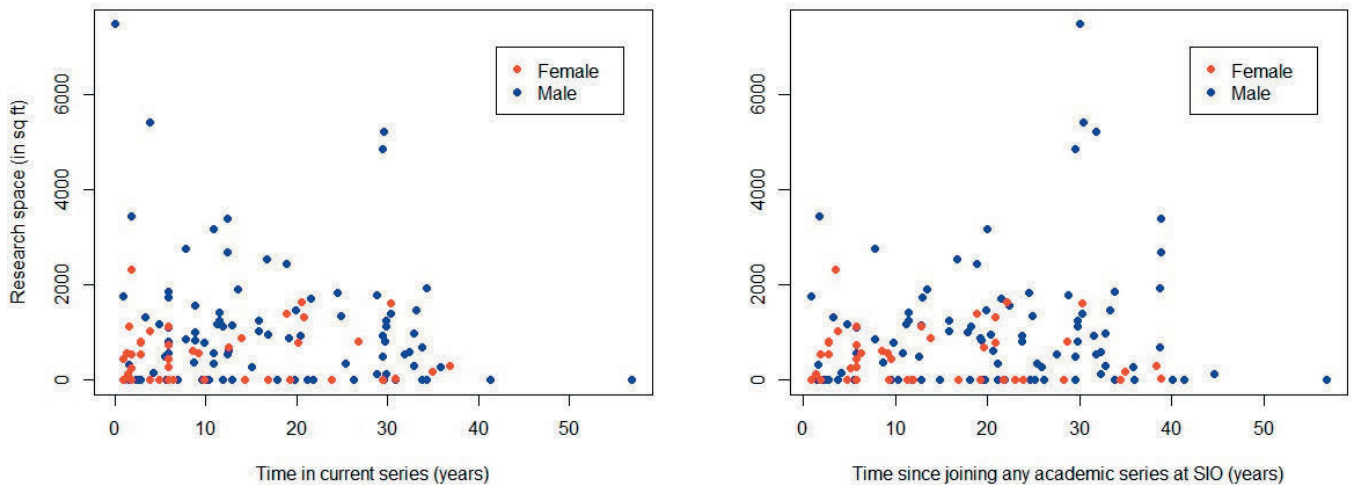 Research space (in sq ft)
6000
4000
2000
0
Female
Male
0 10 20 30 40 50
Time in current series (years)
6000
4000
2000
0
Female
Male
0 10 20 30 40 50
Time since joining any academic series at SIO (years)